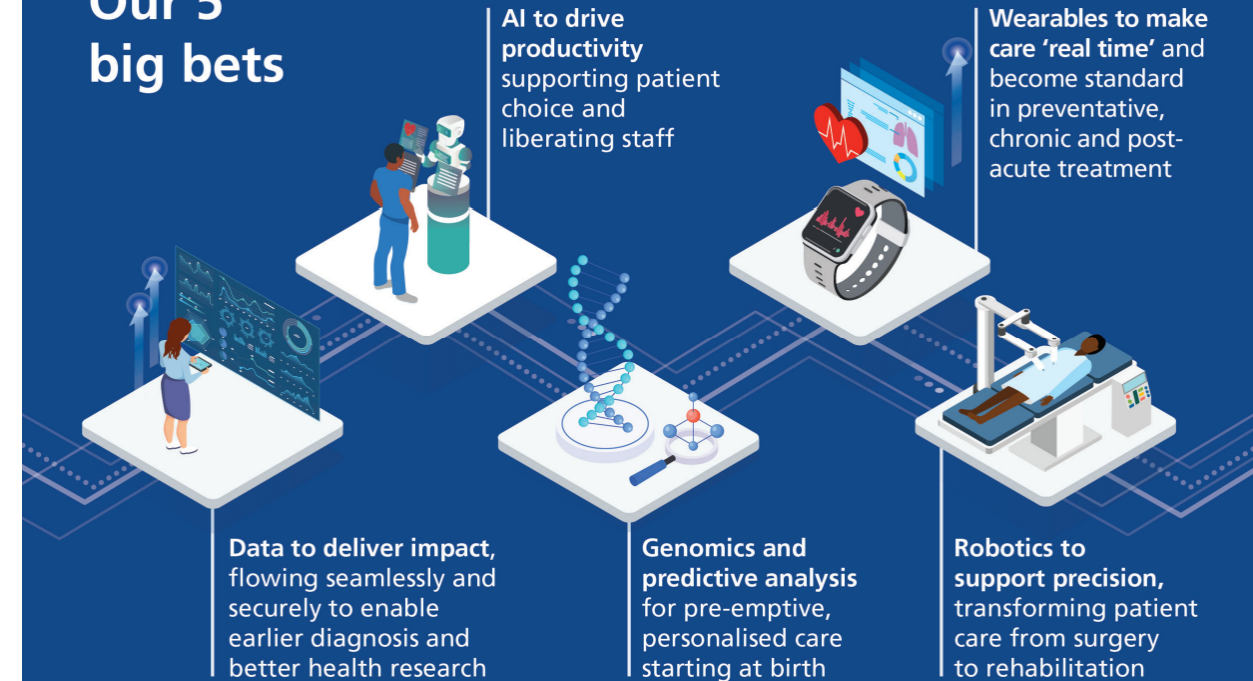 Our 5
big bets
AI to drive
productivity
supporting patient
choice and
liberating staff
Wearables to make
care ‘real time’ and
become standard
in preventative,
chronic and post-
acute treatment
Data to deliver impact,
flowing seamlessly and
securely to enable
earlier diagnosis and
better health research
Genomics and
predictive analysis
for pre-emptive,
personalised care
starting at birth
Robotics to
support precision,
transforming patient
care from surgery
to rehabilitation